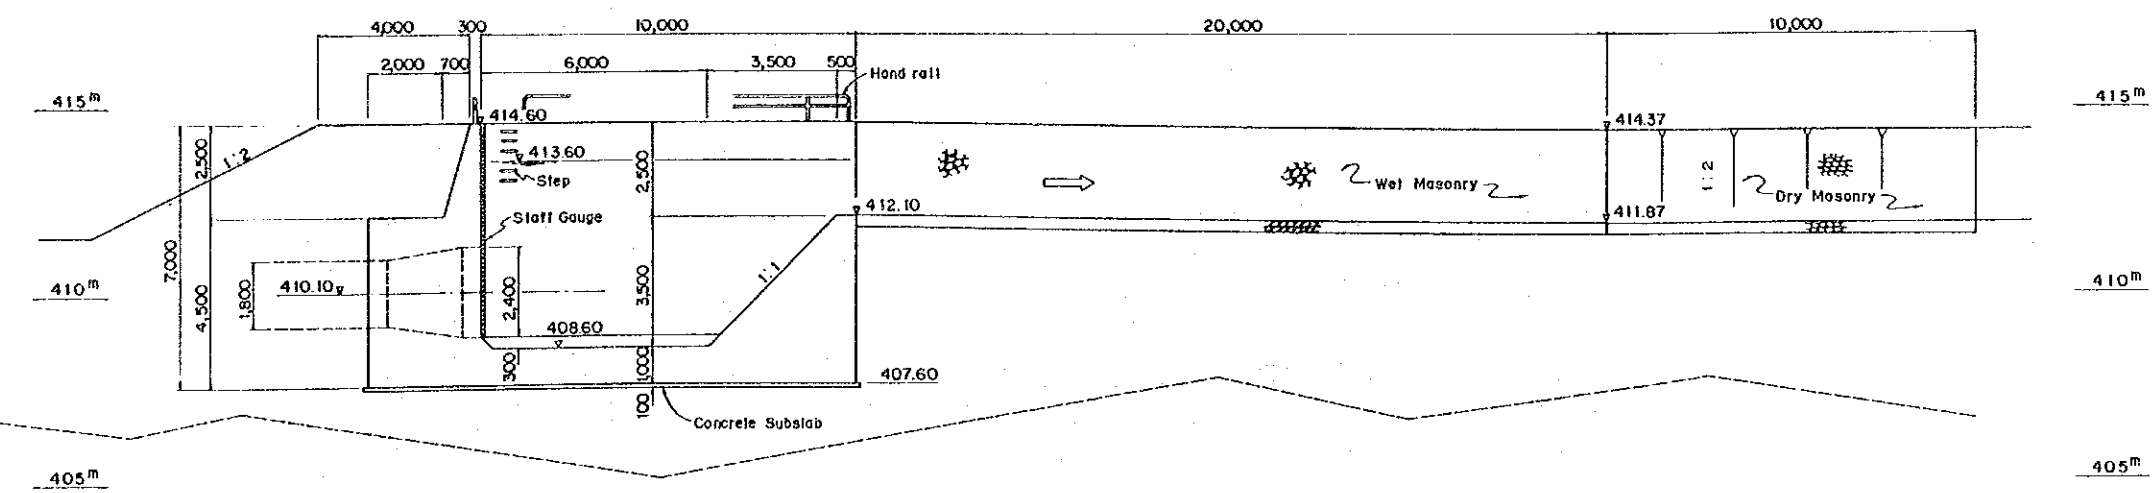 4,000 300 10,000 20,000 10,000
2,000 700 6,000 3,500 500
Hand rail
415m 415m
414.60 414.37
1:2
2,500
413.60
2,500
Step
Wet Masonry
1:2
Dry Masonry
Staff Gauge
412.10 411.87
7,000
4,500
1,800
410.10
2,400
3,500
1:1
410m 410m
408.60
300
1,000
407.60
100
Concrete Subslab
405m 405m